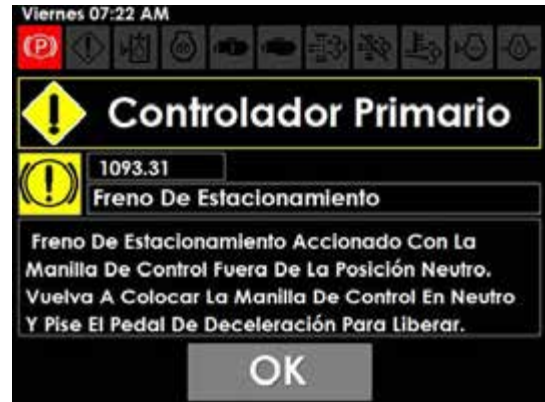 Viernes 07:22 AM
Controlador Primario
1093.31
Freno De Estacionamiento
Freno De Estacionamiento Accionado Con La
Manilla De Control Fuera De La Posición Neutro.
Vuelva A Colocar La Manilla De Control En Neutro
Y Pise El Pedal De Deceleración Para Liberar.
OK